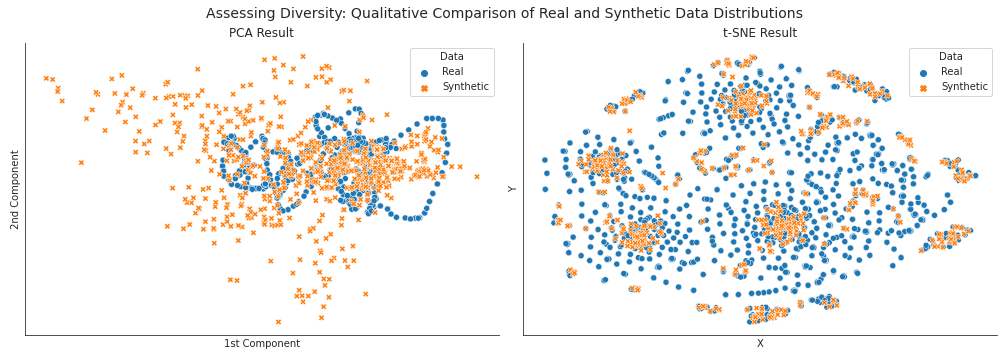 Assessing Diversity: Qualitative Comparison of Real and Synthetic Data Distributions
PCA Result
Data
Real
Synthetic
2nd Component
1st Component
t-SNE Result
Data
Real
Synthetic
Y
X